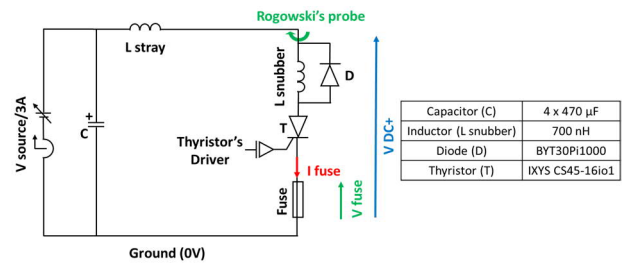 Rogowski's probe
L stray
L snubber
D
V source/3A
+
C
T
Thyristor's
Driver
I fuse
Fuse
V fuse
V DC+
Ground (0V)
Capacitor (C) 4 x 470 µF
Inductor (L snubber) 700 nH
Diode (D) BYT30Pi1000
Thyristor (T) IXYS CS45-16io1